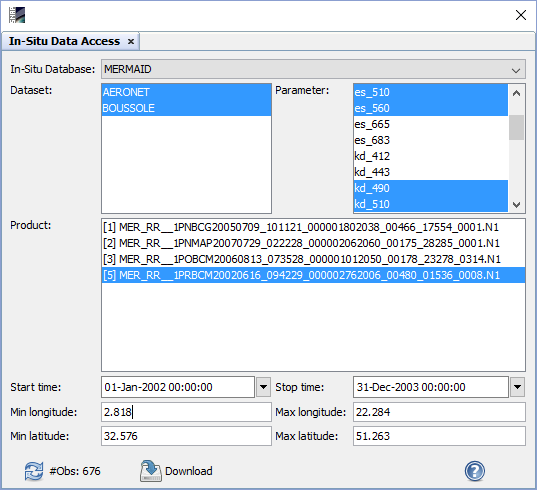 In-Situ Data Access ×
In-Situ Database: MERMAID
Dataset: AERONET
BOUSSOLE
Parameter: es_510
es_560
es_665
es_683
kd_412
kd_443
kd_490
kd_510
Product: [1] MER_RR__1PNBCG20050709_101121_000001802038_00466_17554_0001.N1
[2] MER_RR__1PNMAP20070729_022228_000002062060_00175_28285_0001.N1
[3] MER_RR__1POBCM20060813_073528_000001012050_00178_23278_0314.N1
[5] MER_RR__1PRBCM20020616_094229_000002762006_00480_01536_0008.N1
Start time: 01-Jan-2002 00:00:00 Stop time: 31-Dec-2003 00:00:00
Min longitude: 2.818 Max longitude: 22.284
Min latitude: 32.576 Max latitude: 51.263
#Obs: 676 Download ?